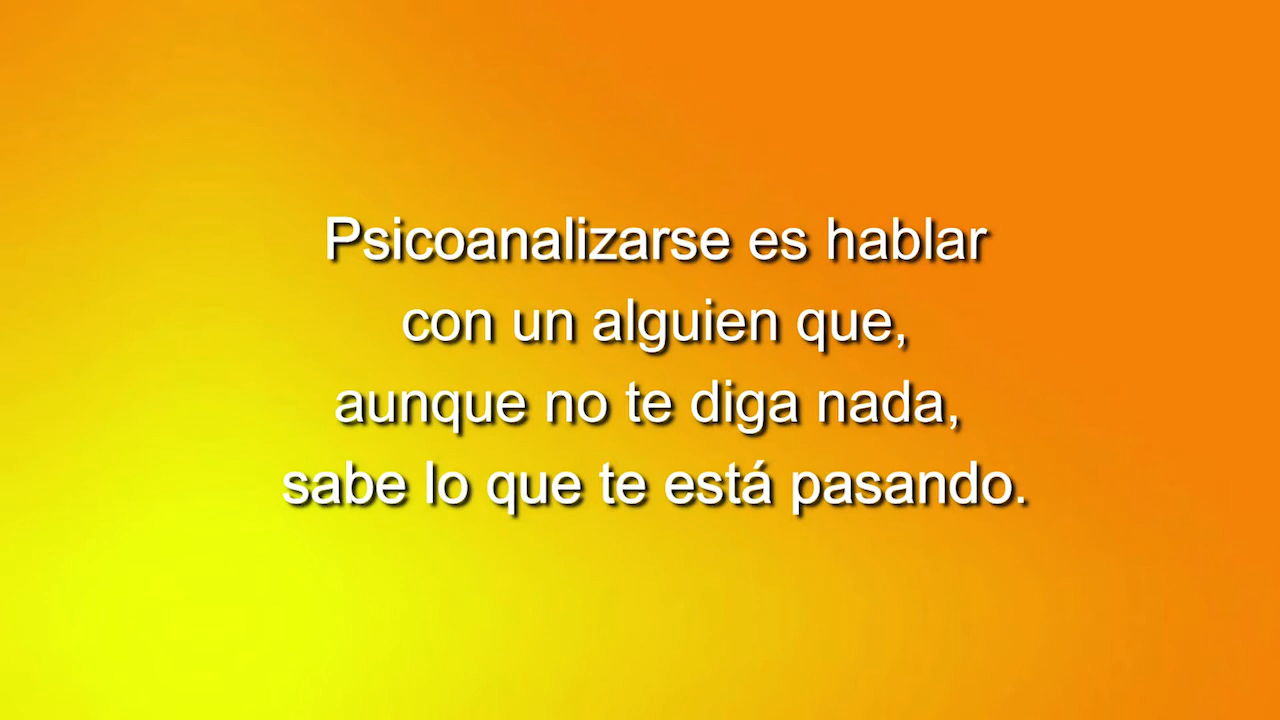 Psicoanalizarse es hablar
con un alguien que,
aunque no te diga nada,
sabe lo que te está pasando.